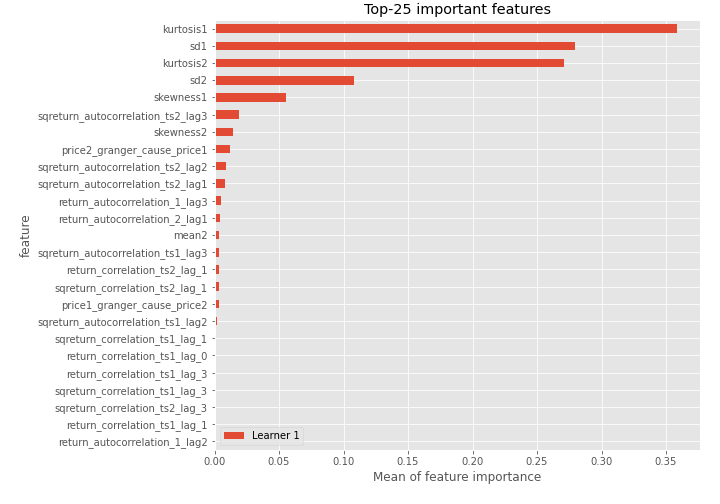 Top-25 important features
kurtosis1
sd1
kurtosis2
sd2
skewness1
sqreturn_autocorrelation_ts2_lag3
skewness2
price2_granger_cause_price1
sqreturn_autocorrelation_ts2_lag2
sqreturn_autocorrelation_ts2_lag1
return_autocorrelation_1_lag3
return_autocorrelation_2_lag1
mean2
sqreturn_autocorrelation_ts1_lag3
return_correlation_ts2_lag_1
sqreturn_correlation_ts2_lag_1
price1_granger_cause_price2
sqreturn_autocorrelation_ts1_lag2
sqreturn_correlation_ts1_lag_1
return_correlation_ts1_lag_0
return_correlation_ts1_lag_3
sqreturn_correlation_ts1_lag_3
sqreturn_correlation_ts2_lag_3
return_correlation_ts1_lag_1
return_autocorrelation_1_lag2
feature
Learner 1
0.00 0.05 0.10 0.15 0.20 0.25 0.30 0.35
Mean of feature importance